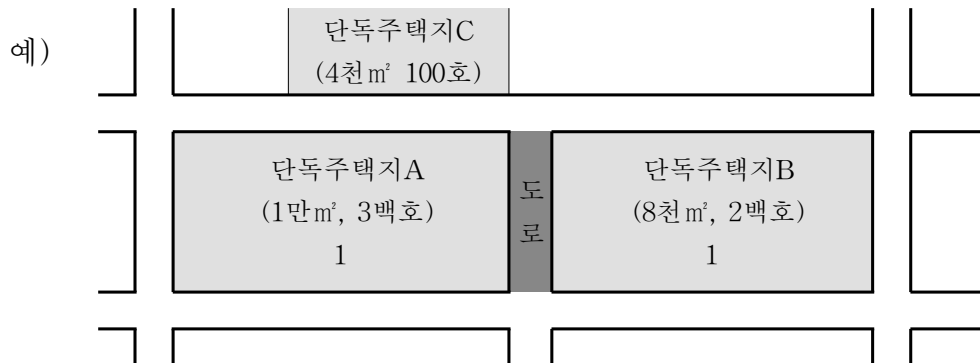 예)
단독주택지C
(4천㎡ 100호)
단독주택지A
(1만㎡, 3백호)
1
도로
단독주택지B
(8천㎡, 2백호)
1